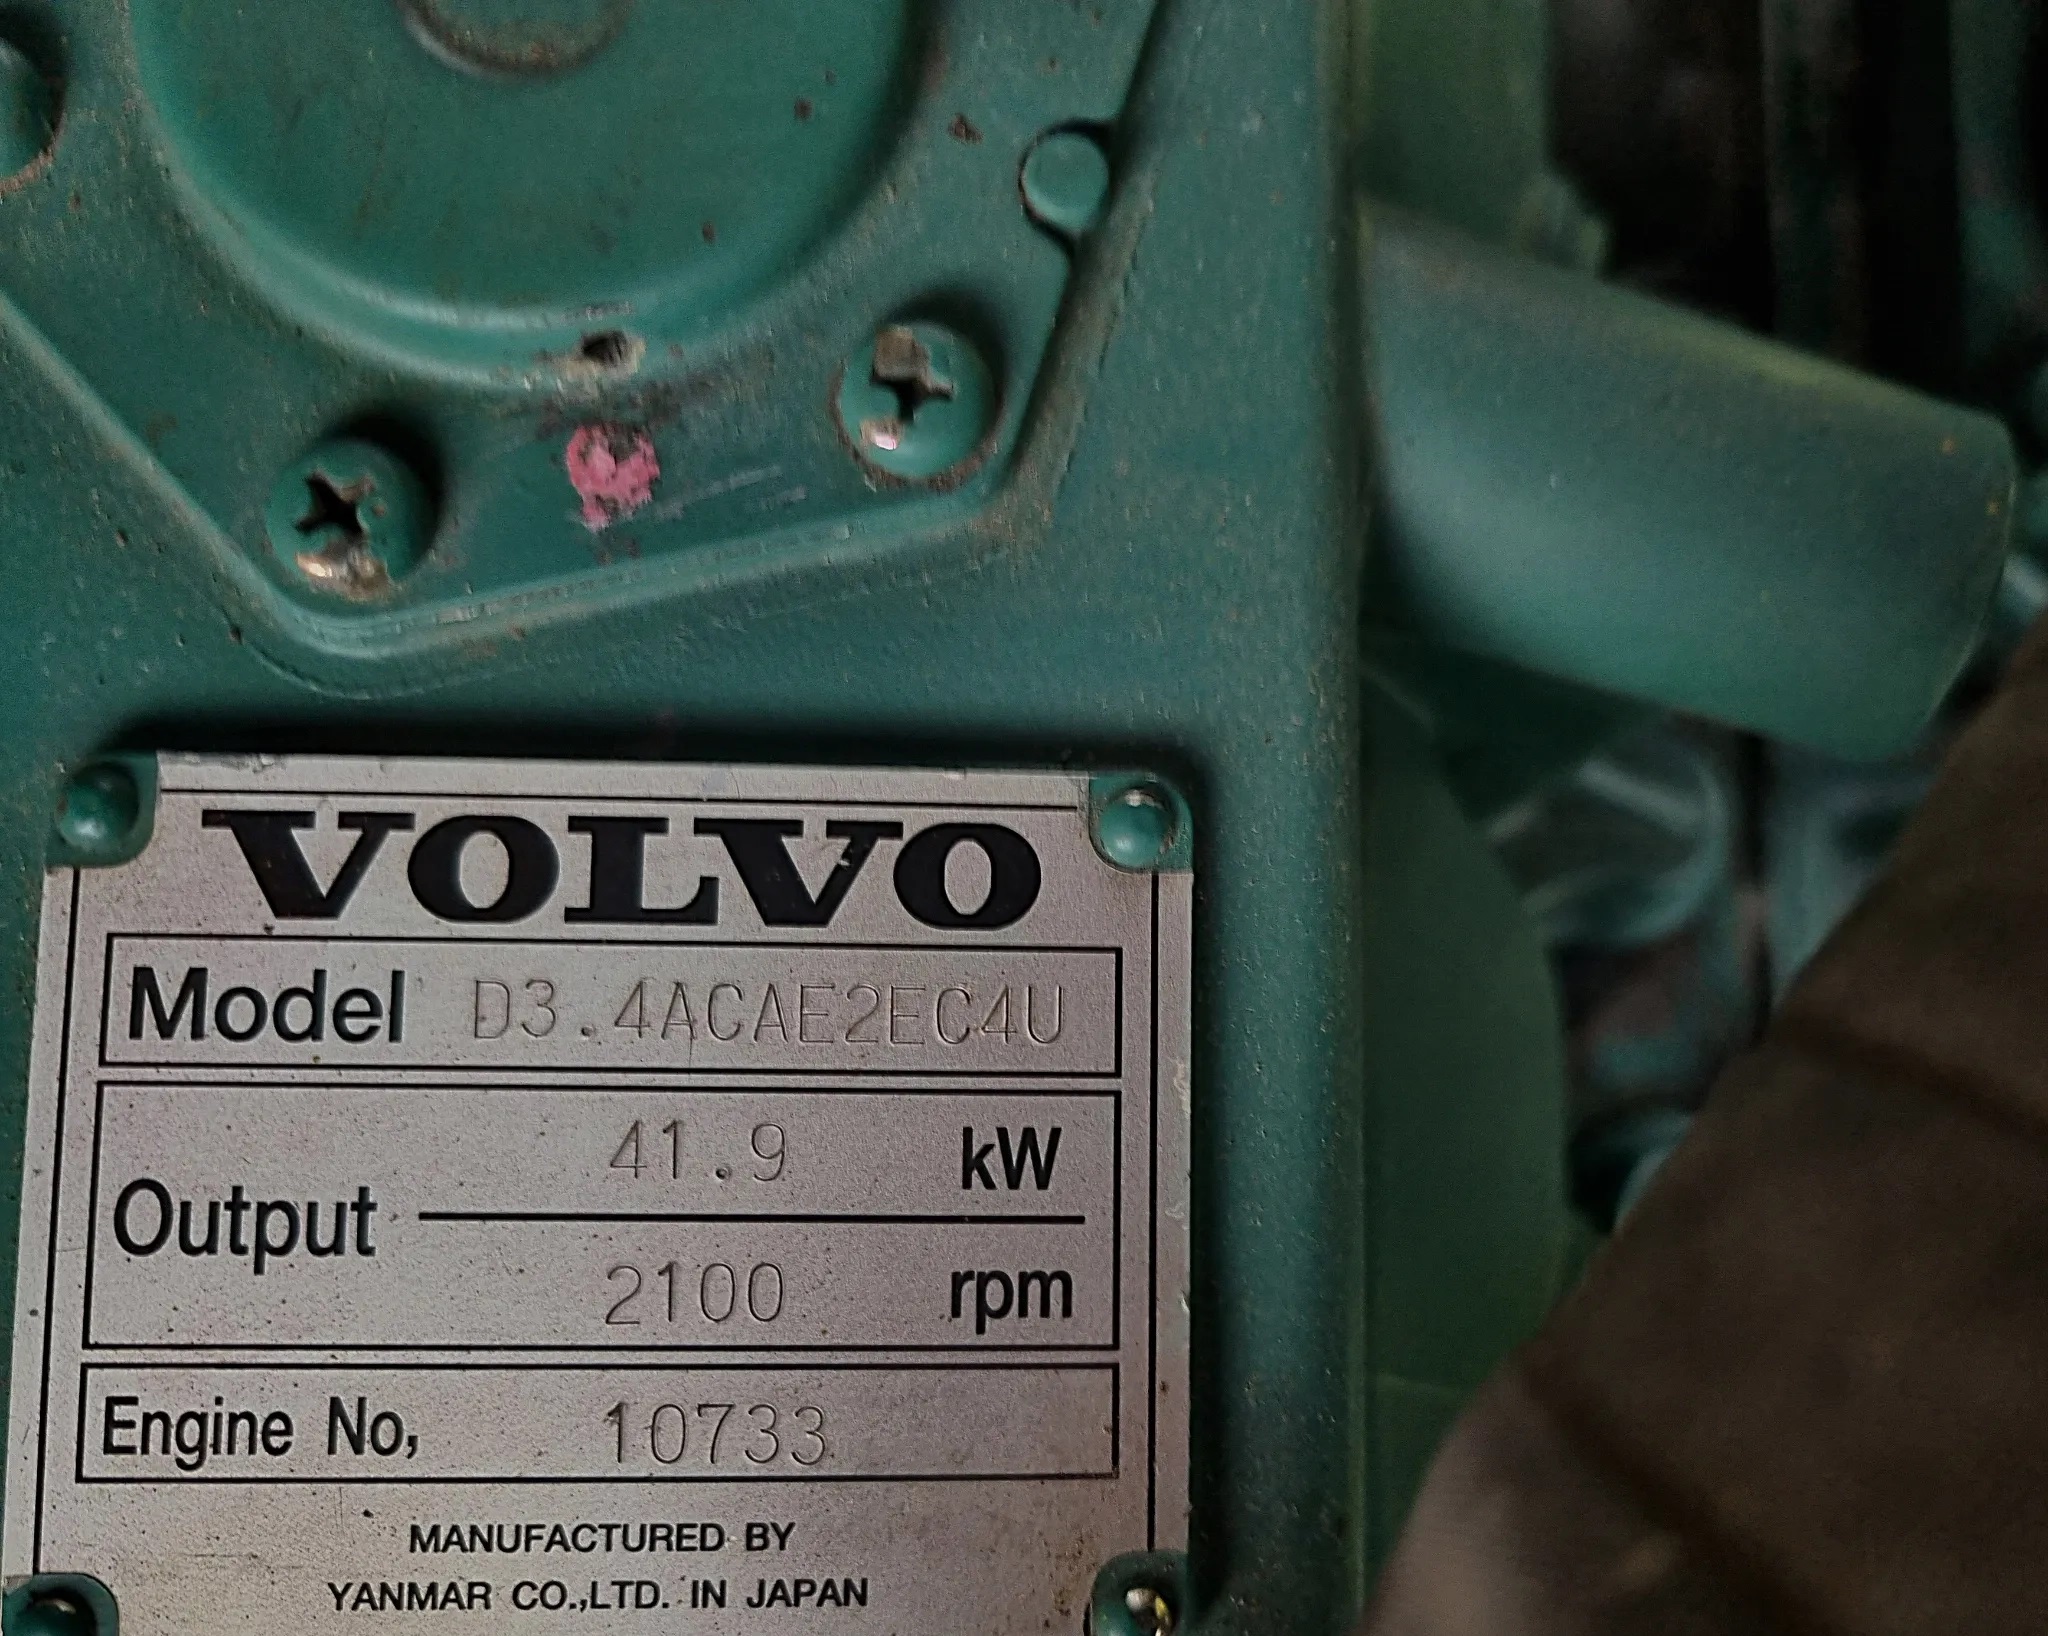 VOLVO
Model D3.4ACAE2EC4U
41.9 kW
Output
2100 rpm
Engine No, 10733
MANUFACTURED BY
YANMAR CO.,LTD. IN JAPAN